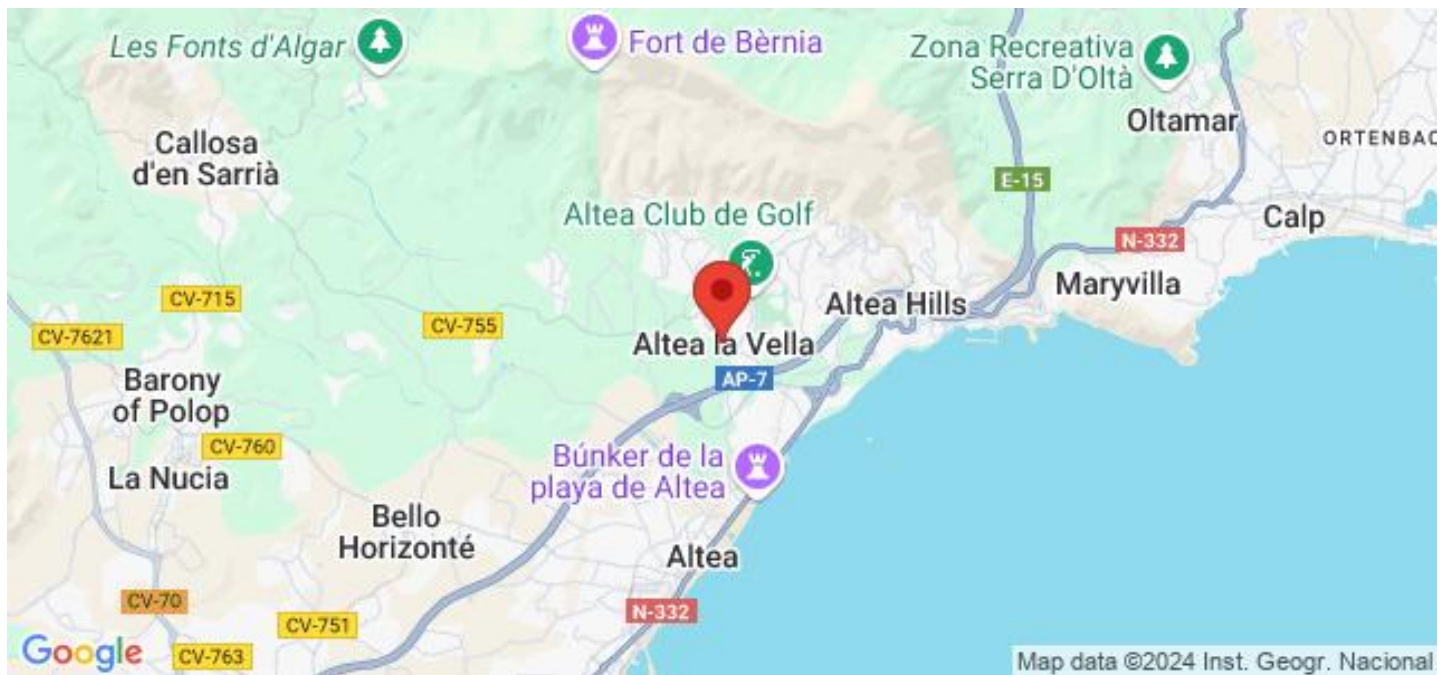 Les Fonts d'Algar
Fort de Bèrnia
Zona Recreativa
Serra D'Oltà
Oltamar
ORTENBAC
Callosa
d'en Sarrià
E-15
Altea Club de Golf
Calp
N-332
Maryvilla
CV-715
Altea Hills
CV-755
CV-7621
Altea la Vella
AP-7
Barony
of Polop
CV-760
La Nucia
Búnker de la
playa de Altea
Bello
Horizonté
Altea
CV-70
N-332
CV-751
Google
CV-763
Map data ©2024 Inst. Geogr. Nacional